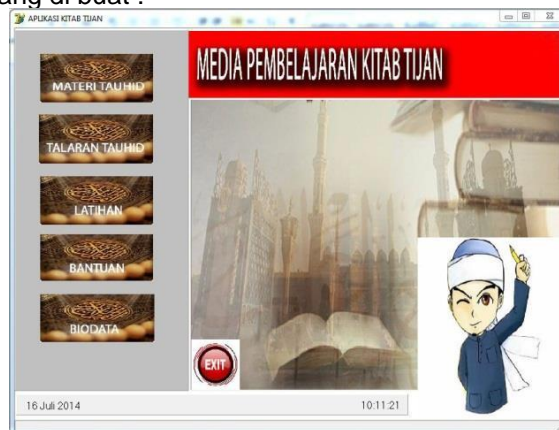 ang di buat :
APLIKASI KITAB TIJAN
MEDIA PEMBELAJARAN KITAB TIJAN
MATERI TAUHID
TALARAN TAUHID
LATIHAN
BANTUAN
BIODATA
EXIT
16 Juli 2014
10:11:21